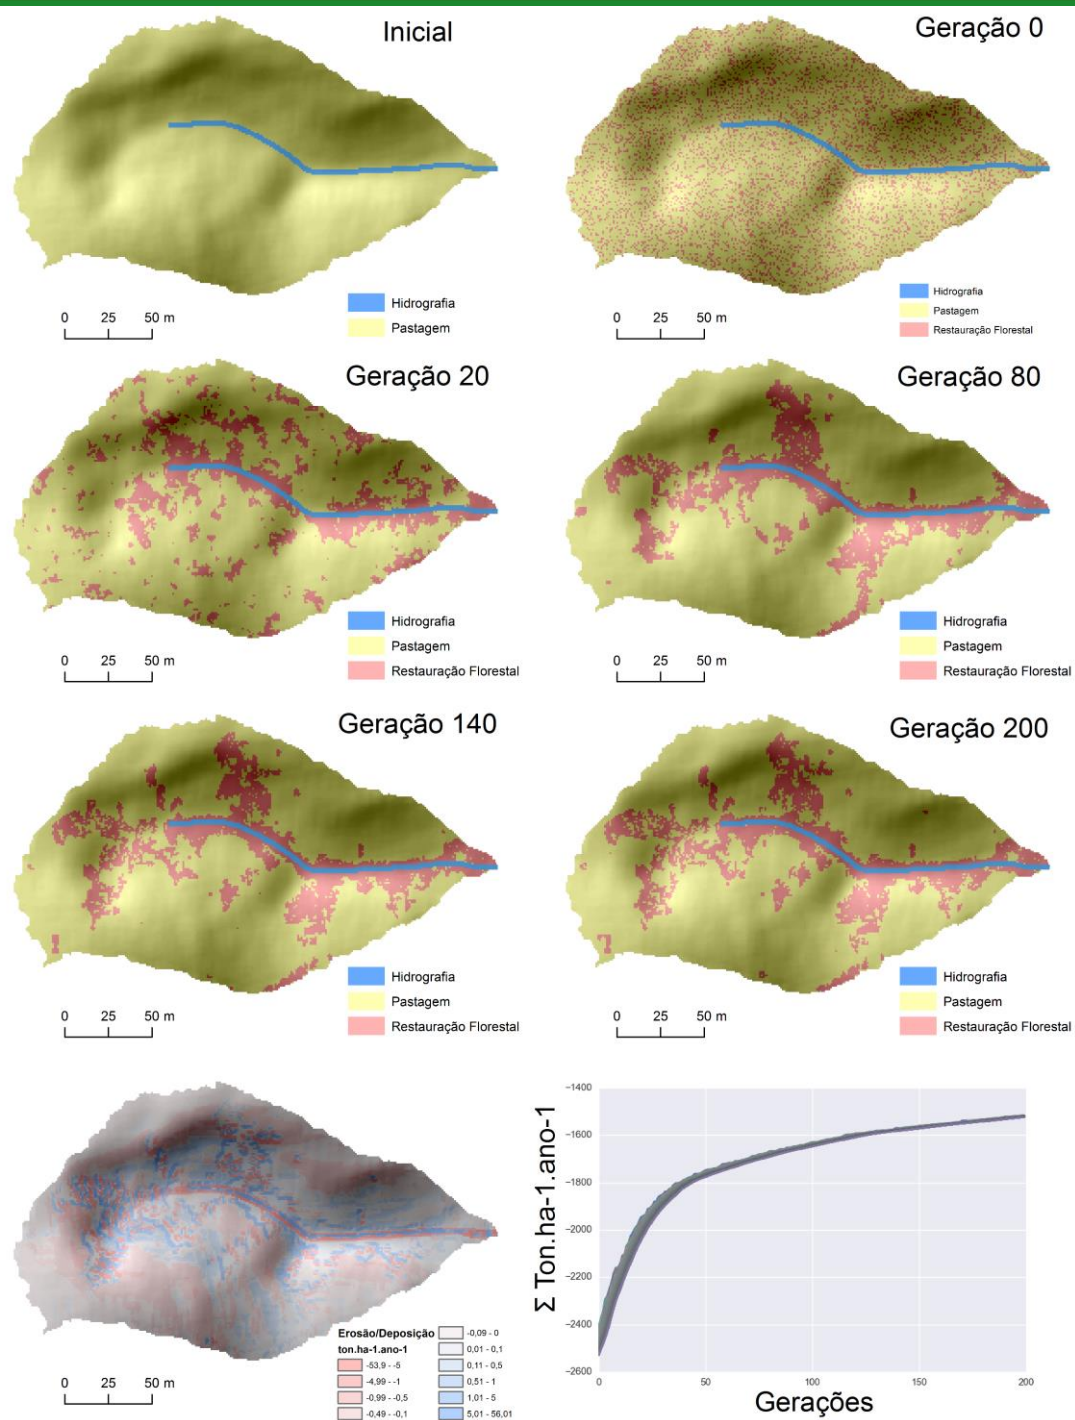 Inicial
Hidrografia
Pastagem
0 25 50 m
Geração 0
Hidrografia
Pastagem
Restauração Florestal
0 25 50 m
Geração 20
Hidrografia
Pastagem
Restauração Florestal
0 25 50 m
Geração 80
Hidrografia
Pastagem
Restauração Florestal
0 25 50 m
Geração 140
Hidrografia
Pastagem
Restauração Florestal
0 25 50 m
Geração 200
Hidrografia
Pastagem
Restauração Florestal
0 25 50 m
Erosão/Deposição
ton.ha-1.ano-1
-53,9 - -5
-4,99 - -1
-0,99 - -0,5
-0,49 - -0,1
-0,09 - 0
0,01 - 0,1
0,11 - 0,5
0,51 - 1
1,01 - 5
5,01 - 56,01
0 25 50 m
Σ Ton.ha-1.ano-1
−1400
−1600
−1800
−2000
−2200
−2400
−2600
0 50 100 150 200
Gerações